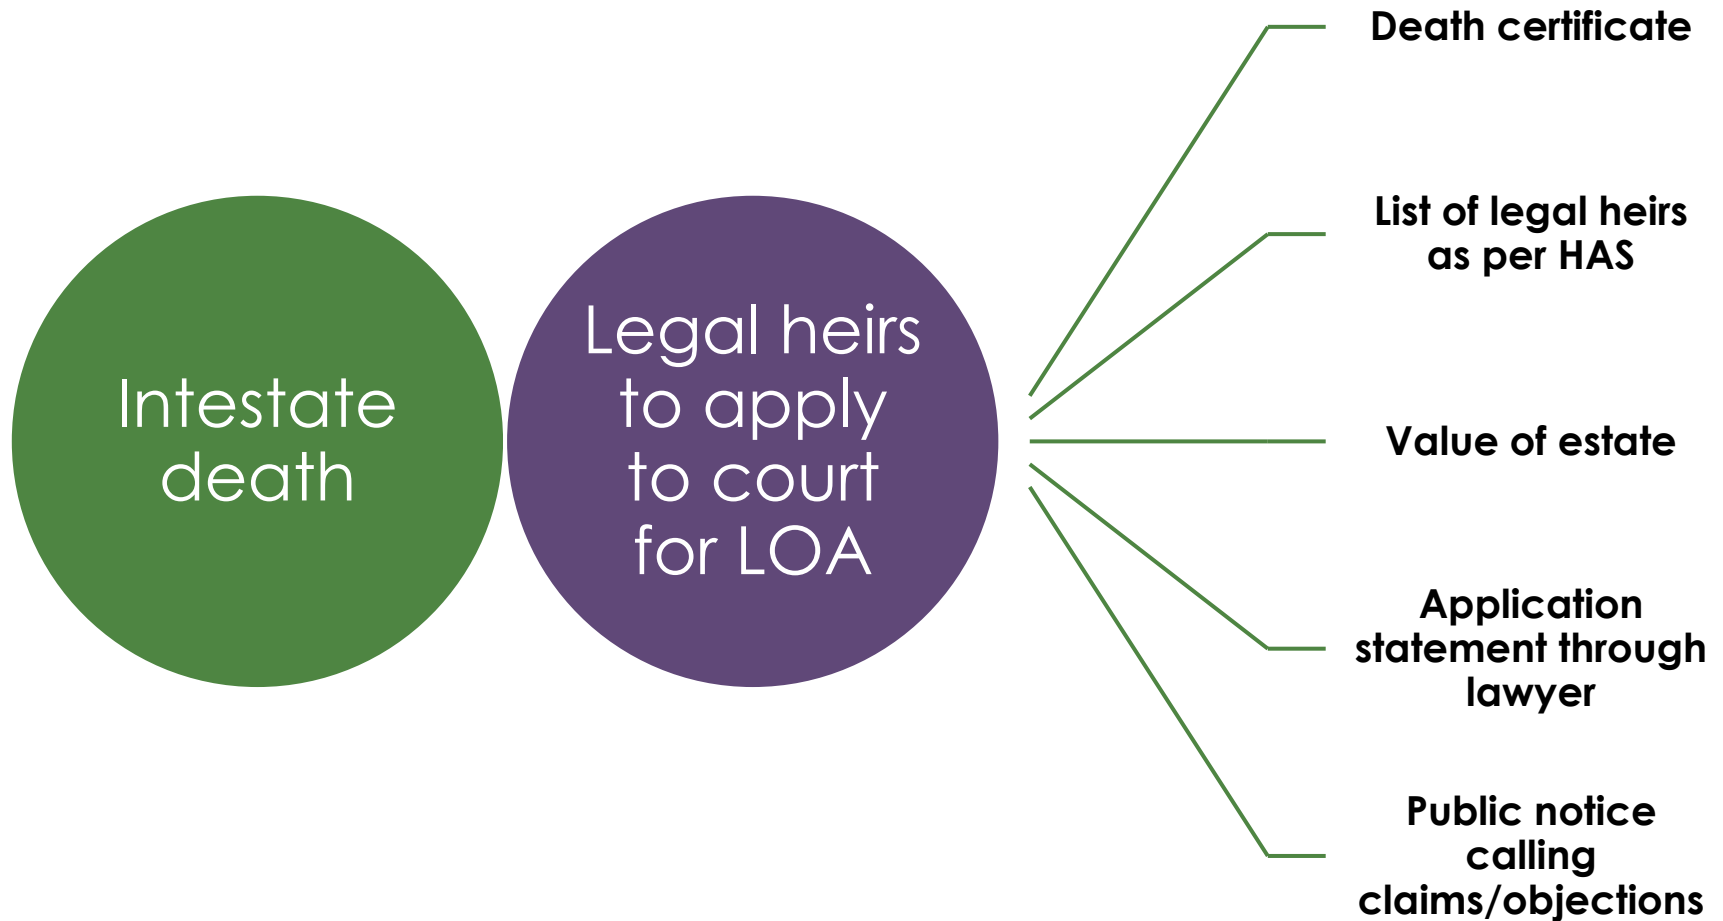 Intestate
death
Legal heirs
to apply
to court
for LOA
Death certificate
List of legal heirs
as per HAS
Value of estate
Application
statement through
lawyer
Public notice
calling
claims/objections